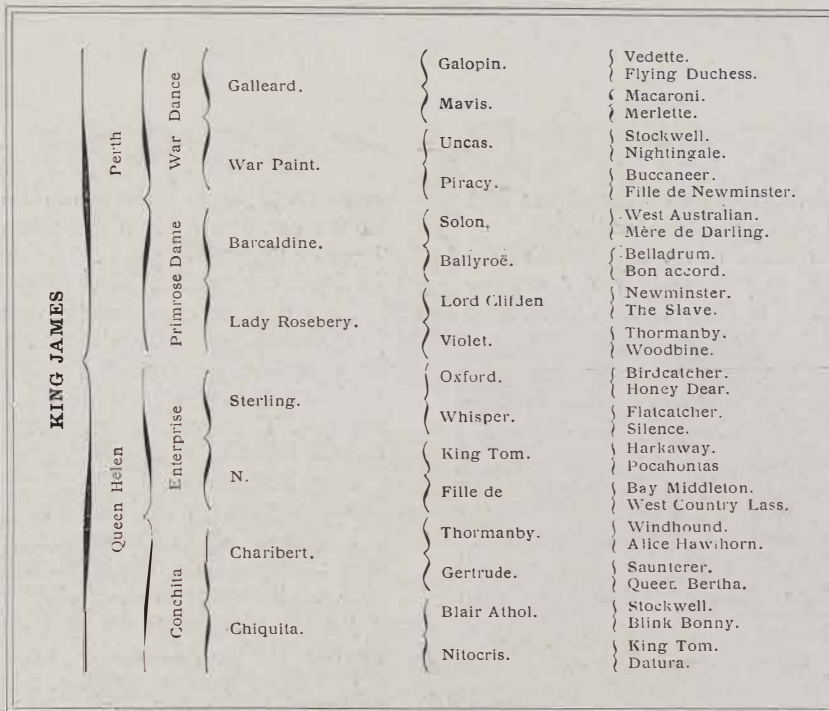 KING JAMES
Perth
Queen Helen
War Dance
Primrose Dame
Enterprise
Conchita
Galleard.
War Paint.
Barcaldine.
Lady Rosebery.
Sterling.
N.
Charibert.
Chiquita.
Galopin.
Mavis.
Uncas.
Piracy.
Solon.
Ballyroë.
Lord Clifden
Violet.
Oxford.
Whisper.
King Tom.
Fille de
Thormanby.
Gertrude.
Blair Athol.
Nitocris.
Vedette.
Flying Duchess.
Macaroni.
Merlette.
Stockwell.
Nightingale.
Buccaneer.
Fille de Newminster.
West Australian.
Mère de Darling.
Belladrum.
Bon accord.
Newminster.
The Slave.
Thormanby.
Woodbine.
Birdcatcher.
Honey Dear.
Flatcatcher.
Silence.
Harkaway.
Pocahontas
Bay Middleton.
West Country Lass.
Windhound.
Alice Hawthorn.
Saunterer.
Queen Bertha.
Stockwell.
Blink Bonny.
King Tom.
Datura.